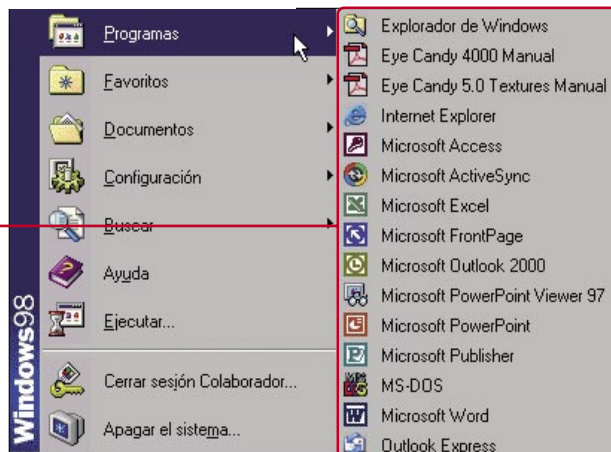 Programas
Favoritos
Documentos
Configuración
Buscar
Ayuda
Ejecutar...
Cerrar sesión Colaborador...
Apagar el sistema...
Windows98
Explorador de Windows
Eye Candy 4000 Manual
Eye Candy 5.0 Textures Manual
Internet Explorer
Microsoft Access
Microsoft ActiveSync
Microsoft Excel
Microsoft FrontPage
Microsoft Outlook 2000
Microsoft PowerPoint Viewer 97
Microsoft PowerPoint
Microsoft Publisher
MS-DOS
Microsoft Word
Outlook Express